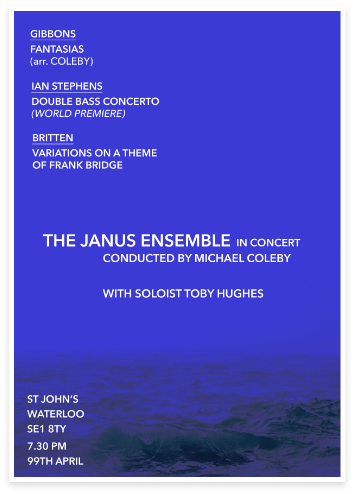 GIBBONS
FANTASIAS
(arr. COLEBY)
IAN STEPHENS
DOUBLE BASS CONCERTO
(WORLD PREMIERE)
BRITTEN
VARIATIONS ON A THEME
OF FRANK BRIDGE
THE JANUS ENSEMBLE IN CONCERT
CONDUCTED BY MICHAEL COLEBY
WITH SOLOIST TOBY HUGHES
ST JOHN'S
WATERLOO
SE1 8TY
7.30 PM
99TH APRIL